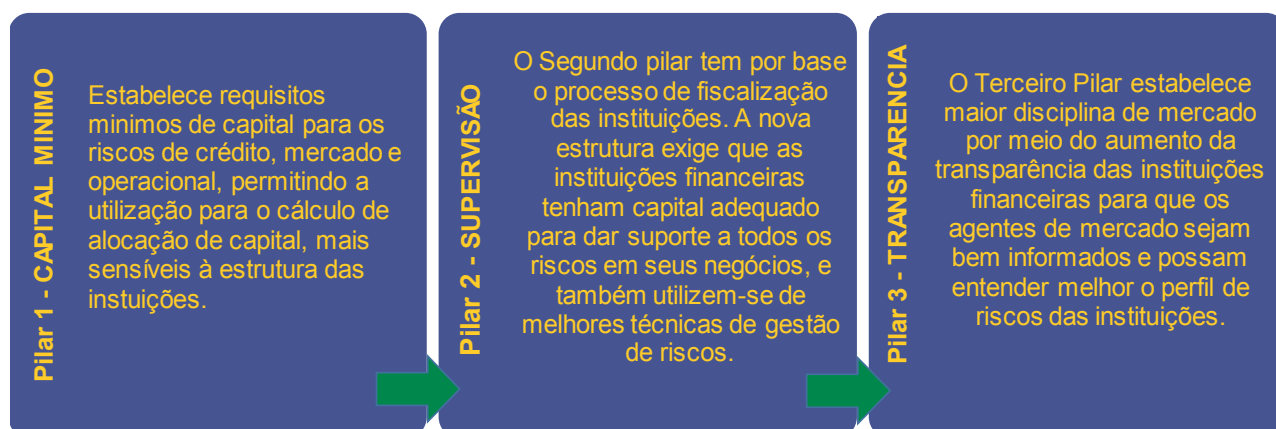 Pilar 1 - CAPITAL MINIMO
Estabelece requisitos
minimos de capital para os
riscos de crédito, mercado e
operacional, permitindo a
utilização para o cálculo de
alocação de capital, mais
sensíveis à estrutura das
instuições.
Pilar 2 - SUPERVISÃO
O Segundo pilar tem por base
o processo de fiscalização
das instituições. A nova
estrutura exige que as
instituições financeiras
tenham capital adequado
para dar suporte a todos os
riscos em seus negócios, e
também utilizem-se de
melhores técnicas de gestão
de riscos.
Pilar 3 - TRANSPARENCIA
O Terceiro Pilar estabelece
maior disciplina de mercado
por meio do aumento da
transparência das instituições
financeiras para que os
agentes de mercado sejam
bem informados e possam
entender melhor o perfil de
riscos das instituições.